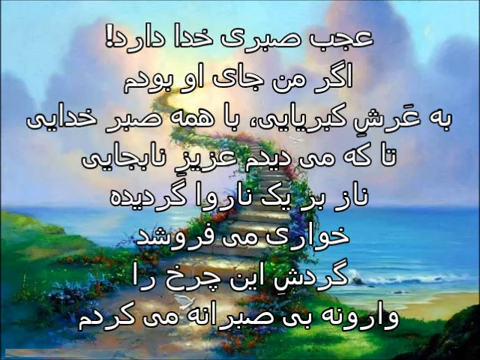 عجب صبری خدا دارد!
اگر من جای او بودم
به عَرشِ کبریایی، با همه صبر خدایی
تا که می دیدم عزیزِ نابجایی
ناز بر یک ناروا گردیده
خواری می فروشد
گردشِ این چرخ را
وارونه بی صبرانه می کردم